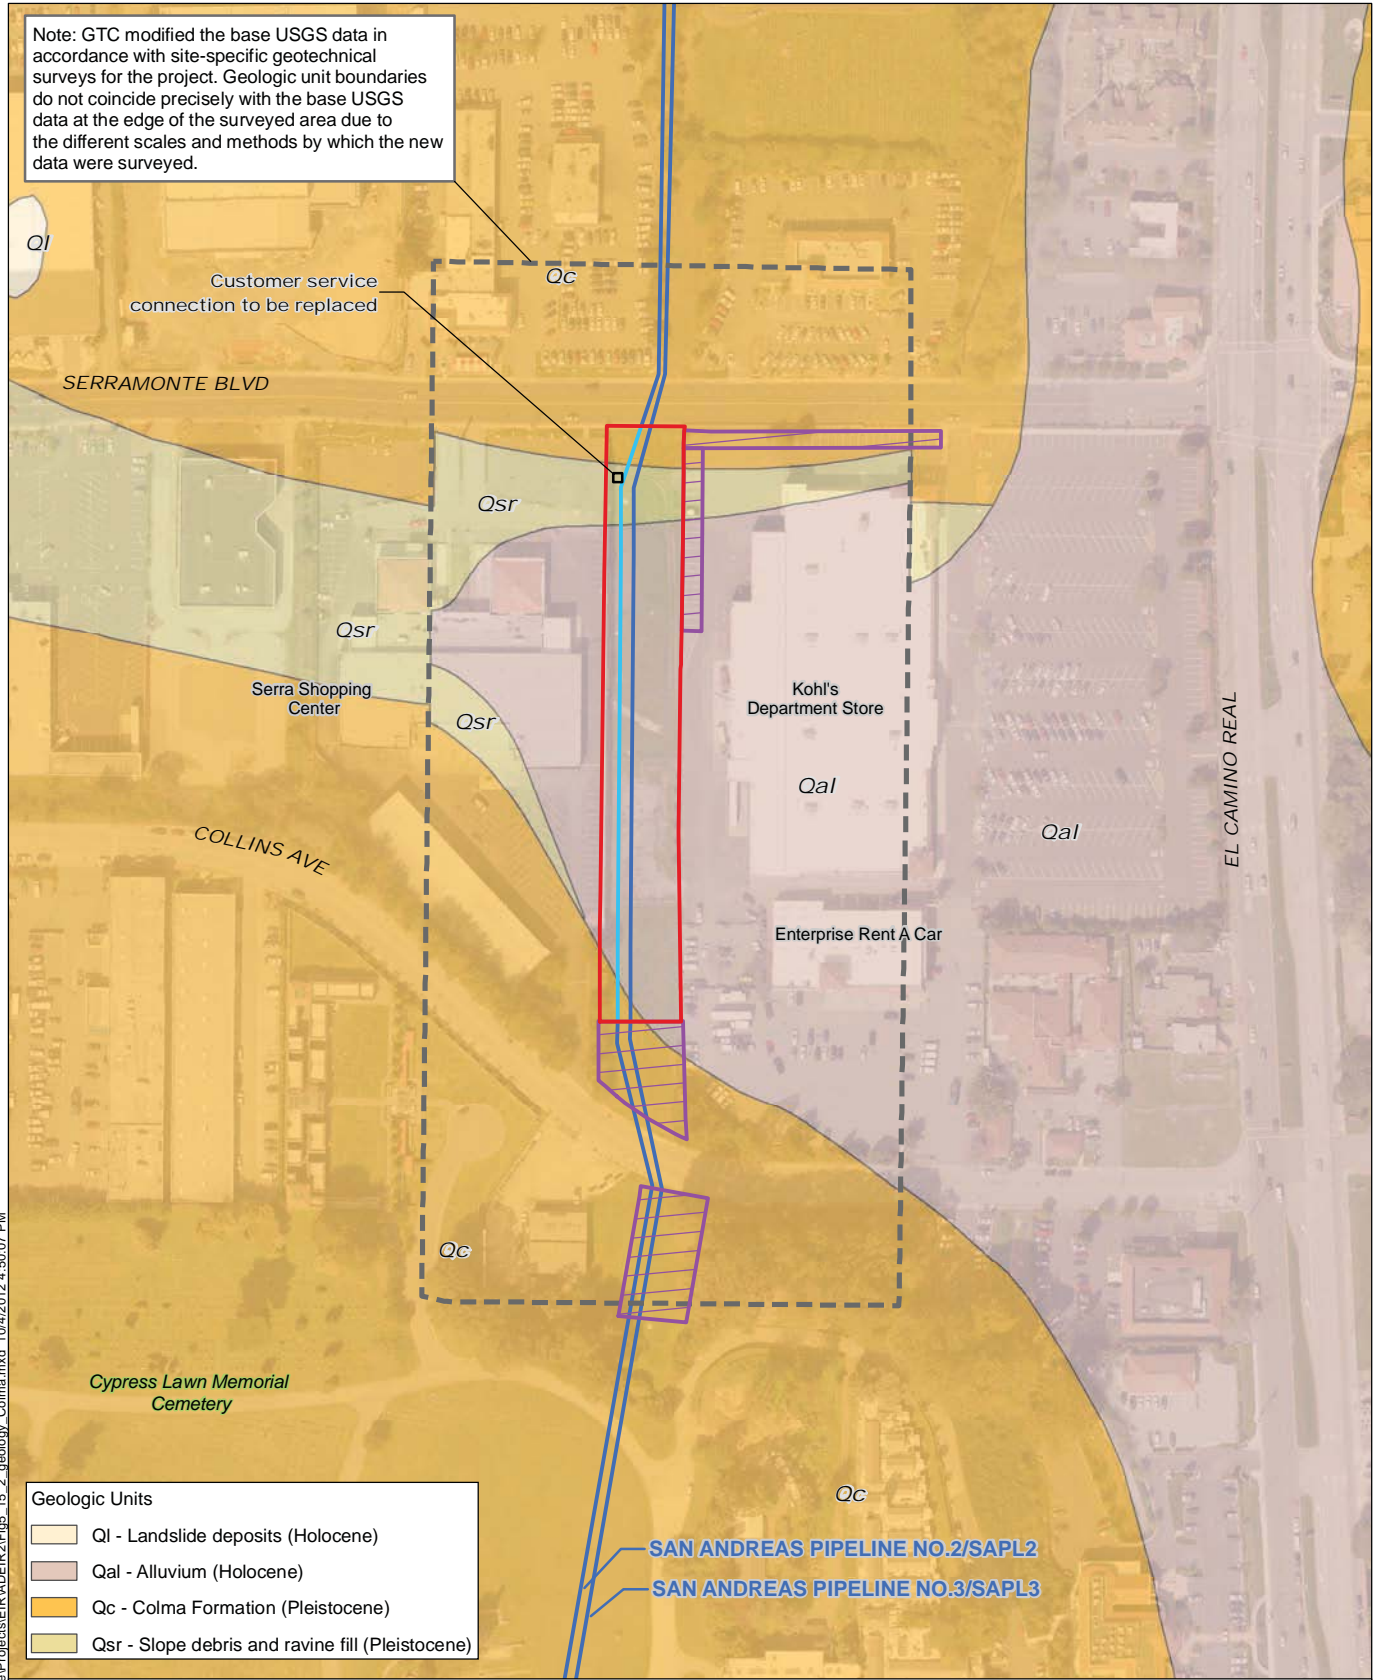 Note: GTC modified the base USGS data in
accordance with site-specific geotechnical
surveys for the project. Geologic unit boundaries
do not coincide precisely with the base USGS
data at the edge of the surveyed area due to
the different scales and methods by which the new
data were surveyed.
Ql
Qc
Customer service
connection to be replaced
SERRAMONTE BLVD
Qsr
Qsr
Serra Shopping
Center
Qsr
Kohl's
Department Store
Qal
Qal
EL CAMINO REAL
COLLINS AVE
Enterprise Rent A Car
Qc
Cypress Lawn Memorial
Cemetery
Qc
SAN ANDREAS PIPELINE NO.2/SAPL2
SAN ANDREAS PIPELINE NO.3/SAPL3
Geologic Units
Ql - Landslide deposits (Holocene)
Qal - Alluvium (Holocene)
Qc - Colma Formation (Pleistocene)
Qsr - Slope debris and ravine fill (Pleistocene)